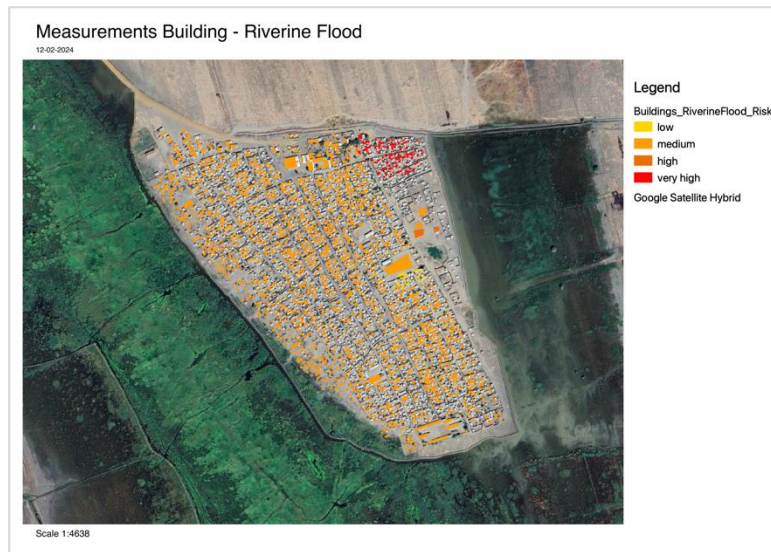 Measurements Building - Riverine Flood
12-02-2024
Legend
Buildings_RiverineFlood_Risk
low
medium
high
very high
Google Satellite Hybrid
Scale 1:4638